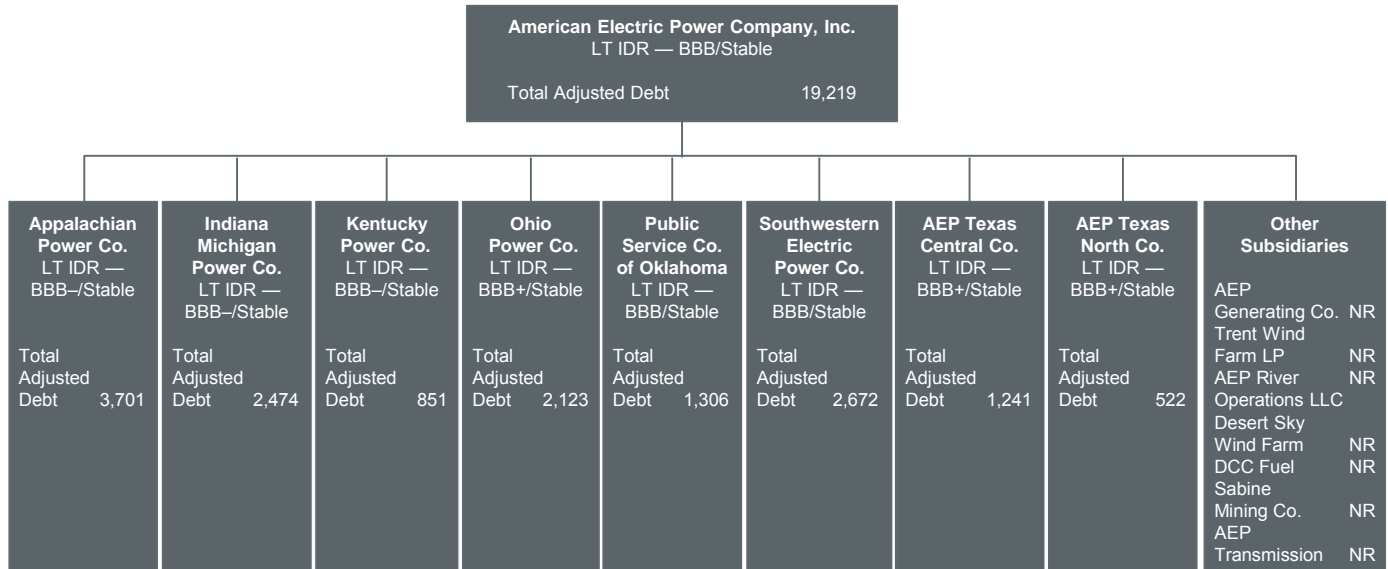 American Electric Power Company, Inc.
LT IDR — BBB/Stable
Total Adjusted Debt 19,219
Appalachian
Power Co.
LT IDR —
BBB–/Stable
Total
Adjusted
Debt 3,701
Indiana
Michigan
Power Co.
LT IDR —
BBB–/Stable
Total
Adjusted
Debt 2,474
Kentucky
Power Co.
LT IDR —
BBB–/Stable
Total
Adjusted
Debt 851
Ohio
Power Co.
LT IDR —
BBB+/Stable
Total
Adjusted
Debt 2,123
Public
Service Co.
of Oklahoma
LT IDR —
BBB/Stable
Total
Adjusted
Debt 1,306
Southwestern
Electric
Power Co.
LT IDR —
BBB/Stable
Total
Adjusted
Debt 2,672
AEP Texas
Central Co.
LT IDR —
BBB+/Stable
Total
Adjusted
Debt 1,241
AEP Texas
North Co.
LT IDR —
BBB+/Stable
Total
Adjusted
Debt 522
Other
Subsidiaries
AEP
Generating Co. NR
Trent Wind
Farm LP NR
AEP River NR
Operations LLC
Desert Sky
Wind Farm NR
DCC Fuel NR
Sabine
Mining Co. NR
AEP
Transmission NR